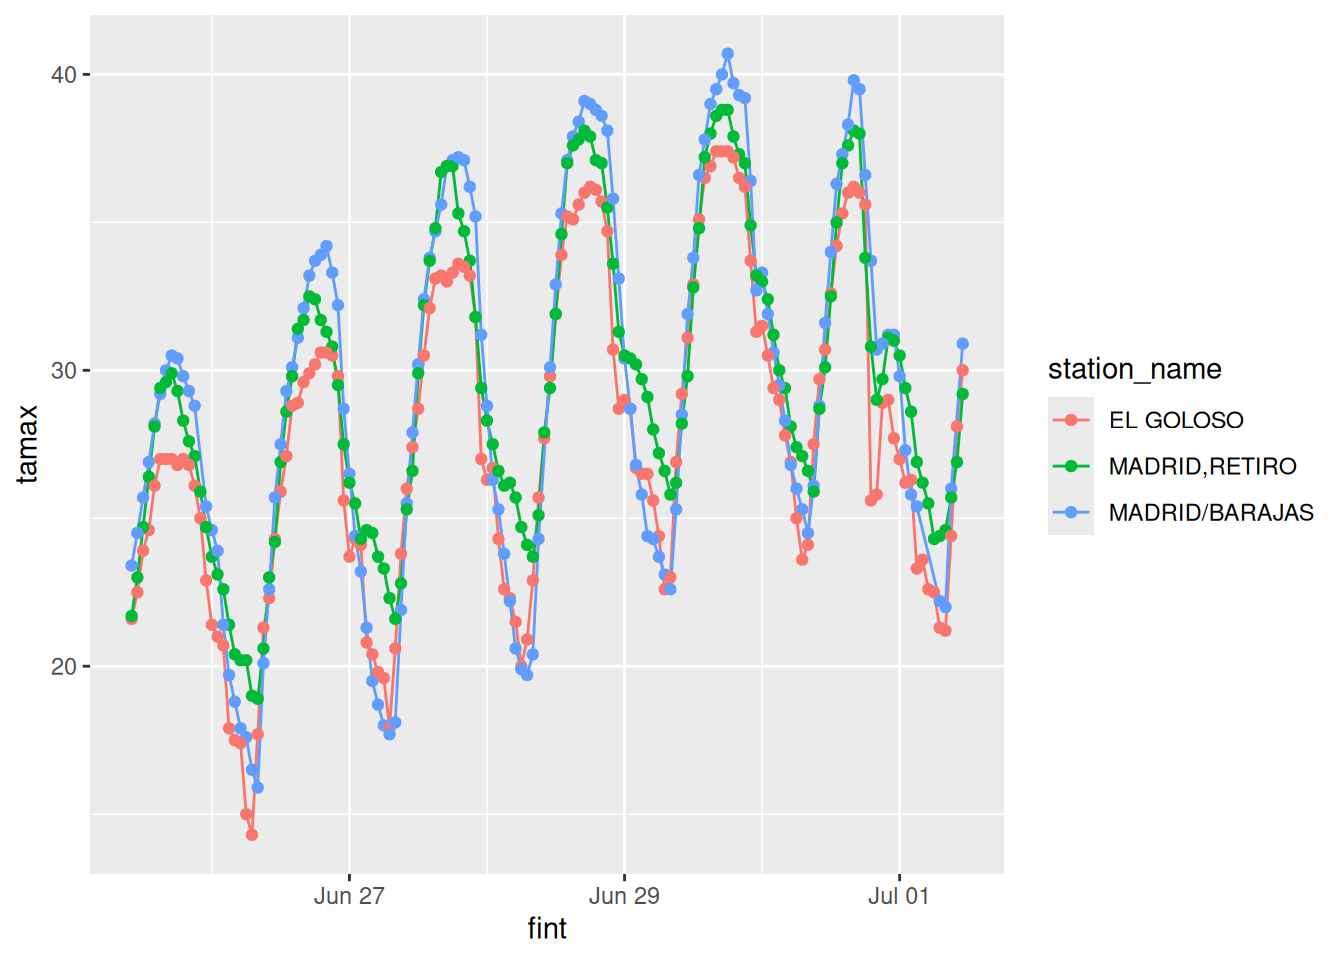 40
30
20
tamax
Jun 27
Jun 29
Jul 01
fint
station_name
EL GOLOSO
MADRID,RETIRO
MADRID/BARAJAS